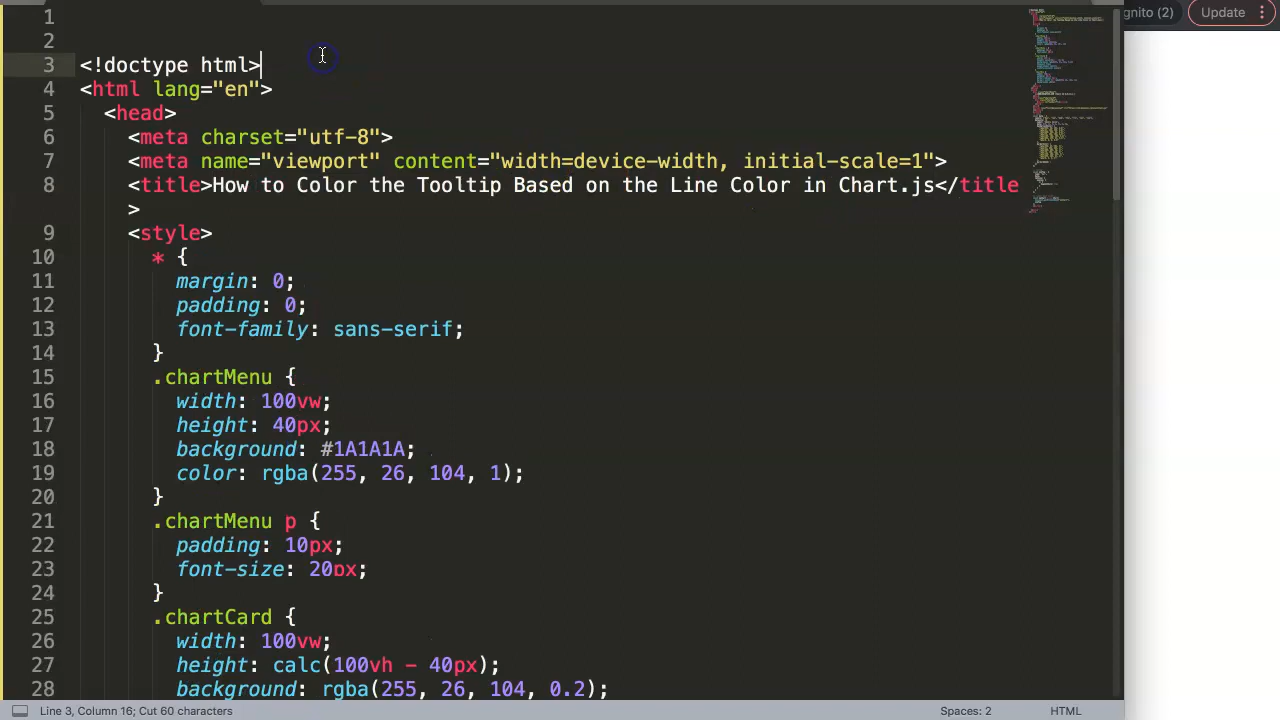 1
2
3 <!doctype html>
4 <html lang="en">
5 <head>
6 <meta charset="utf-8">
7 <meta name="viewport" content="width=device-width, initial-scale=1">
8 <title>How to Color the Tooltip Based on the Line Color in Chart.js</title
>
9 <style>
10 * {
11 margin: 0;
12 padding: 0;
13 font-family: sans-serif;
14 }
15 .chartMenu {
16 width: 100vw;
17 height: 40px;
18 background: #1A1A1A;
19 color: rgba(255, 26, 104, 1);
20 }
21 .chartMenu p {
22 padding: 10px;
23 font-size: 20px;
24 }
25 .chartCard {
26 width: 100vw;
27 height: calc(100vh - 40px);
28 background: rgba(255, 26, 104, 0.2);
Line 3, Column 16; Cut 60 characters
Spaces: 2
HTML
gnito (2)
Update